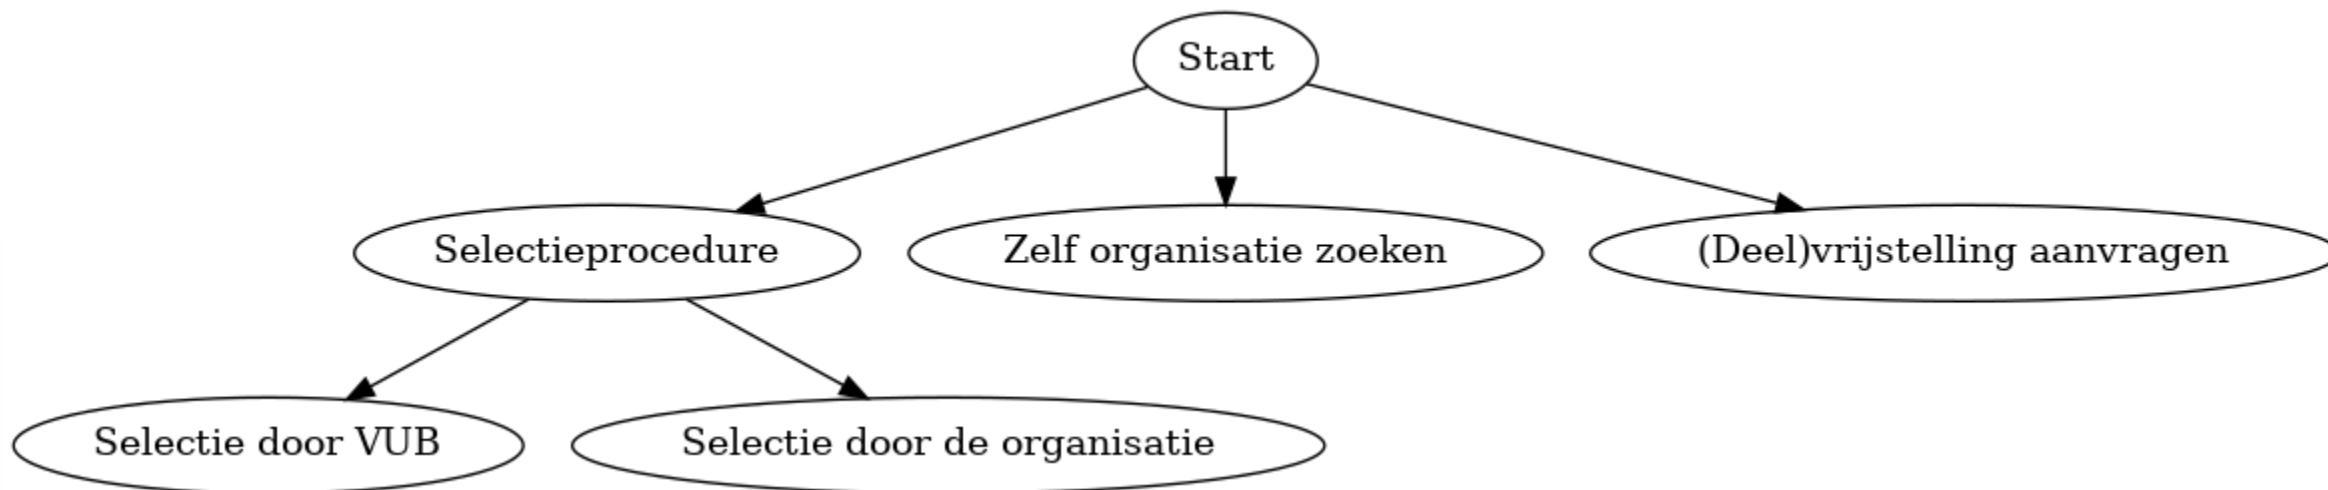 Start
Selectieprocedure
Zelf organisatie zoeken
(Deel)vrijstelling aanvragen
Selectie door VUB
Selectie door de organisatie